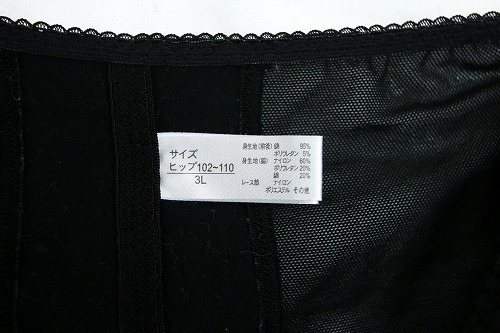 サイズ
ヒップ102~110
3L
身生地(前後) 綿 95%
ポリウレタン 5%
身生地(脇) ナイロン 60%
ポリウレタン 20%
綿 20%
レース部 ナイロン
ポリエステル その他